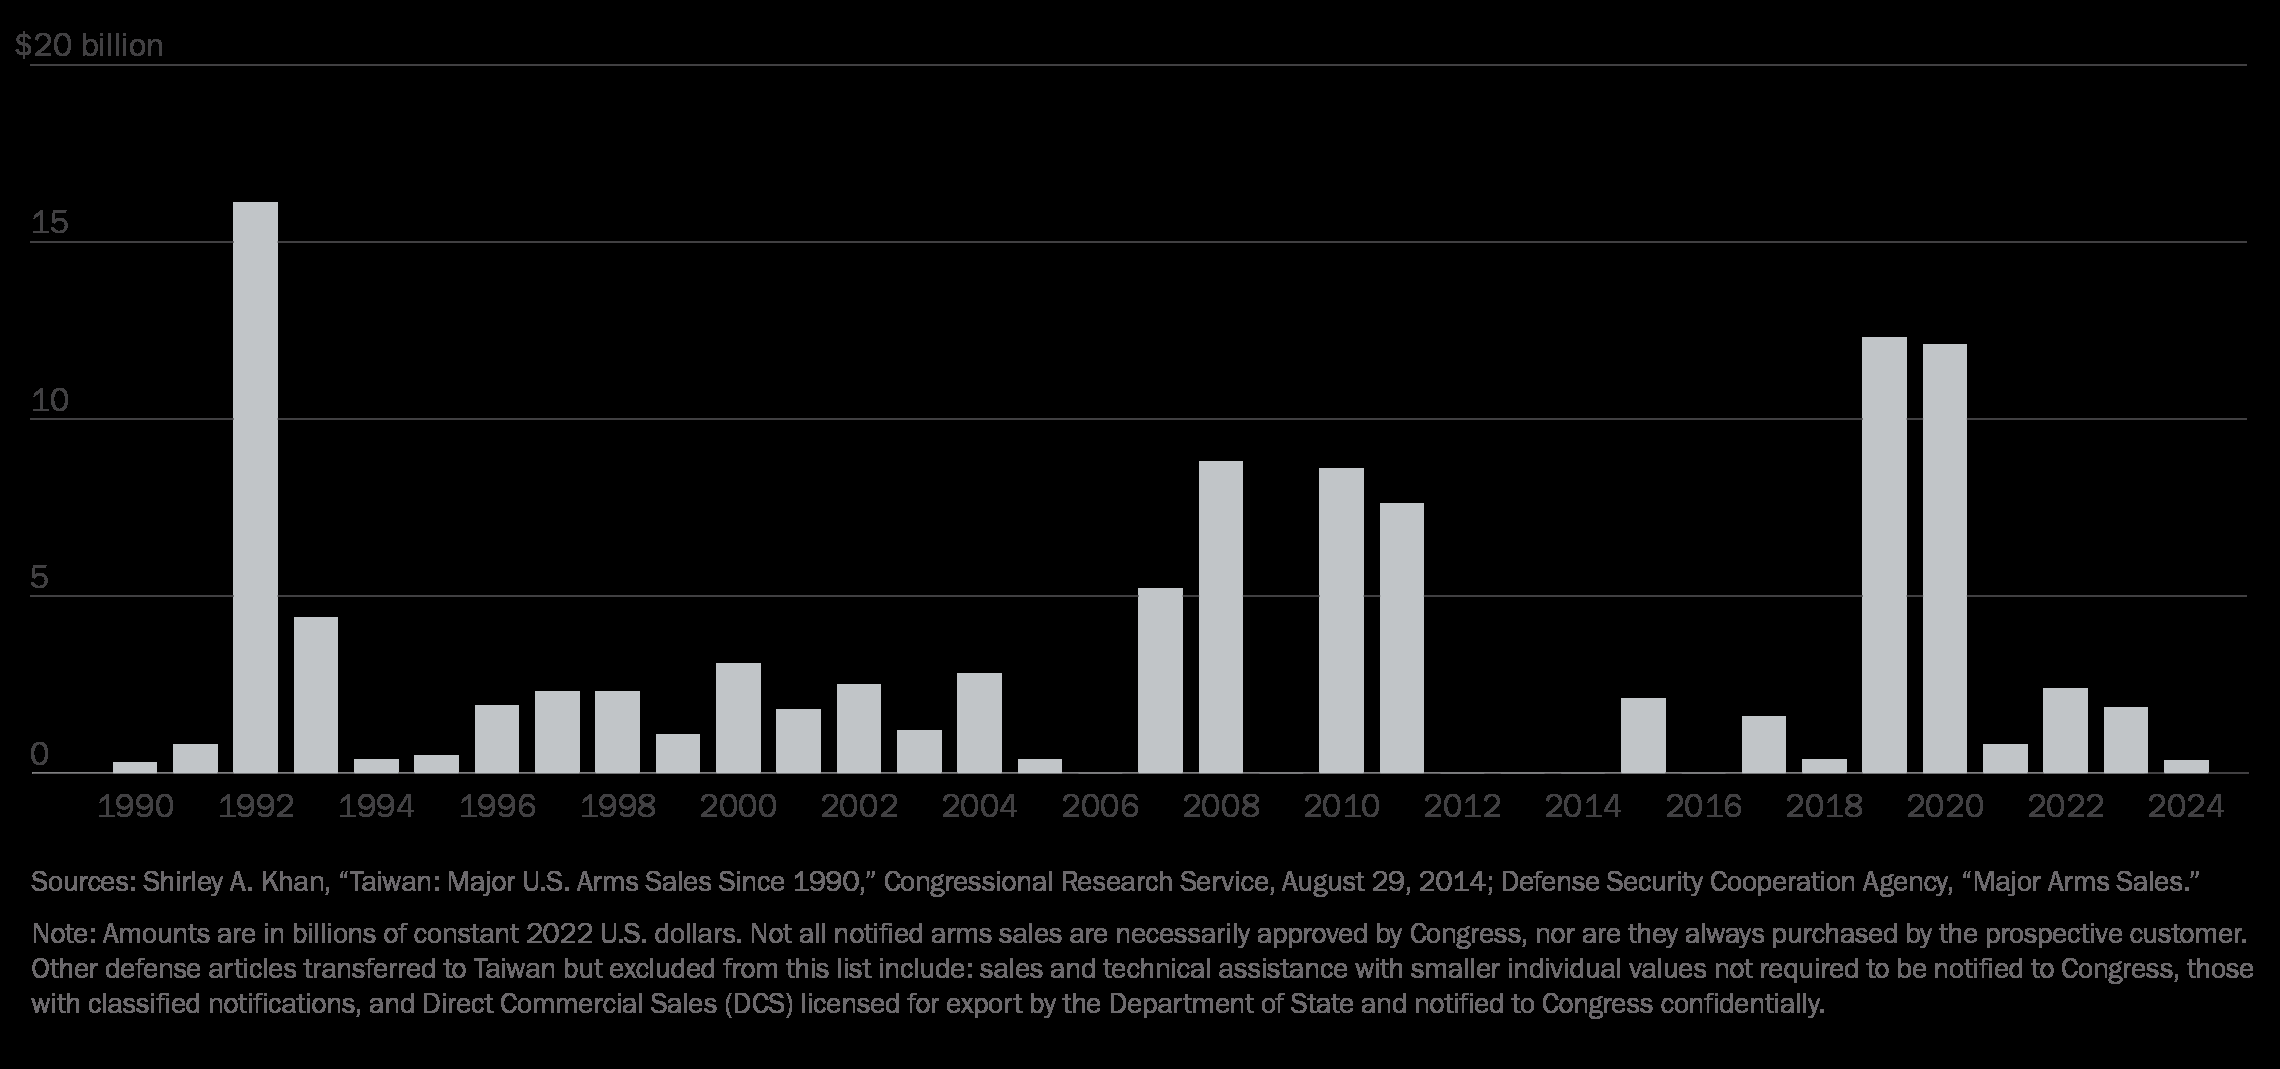 $20 billion
15
10
5
0
1990 1992 1994 1996 1998 2000 2002 2004 2006 2008 2010 2012 2014 2016 2018 2020 2022 2024
Sources: Shirley A. Khan, “Taiwan: Major U.S. Arms Sales Since 1990,” Congressional Research Service, August 29, 2014; Defense Security Cooperation Agency, “Major Arms Sales.”
Note: Amounts are in billions of constant 2022 U.S. dollars. Not all notified arms sales are necessarily approved by Congress, nor are they always purchased by the prospective customer.
Other defense articles transferred to Taiwan but excluded from this list include: sales and technical assistance with smaller individual values not required to be notified to Congress, those
with classified notifications, and Direct Commercial Sales (DCS) licensed for export by the Department of State and notified to Congress confidentially.